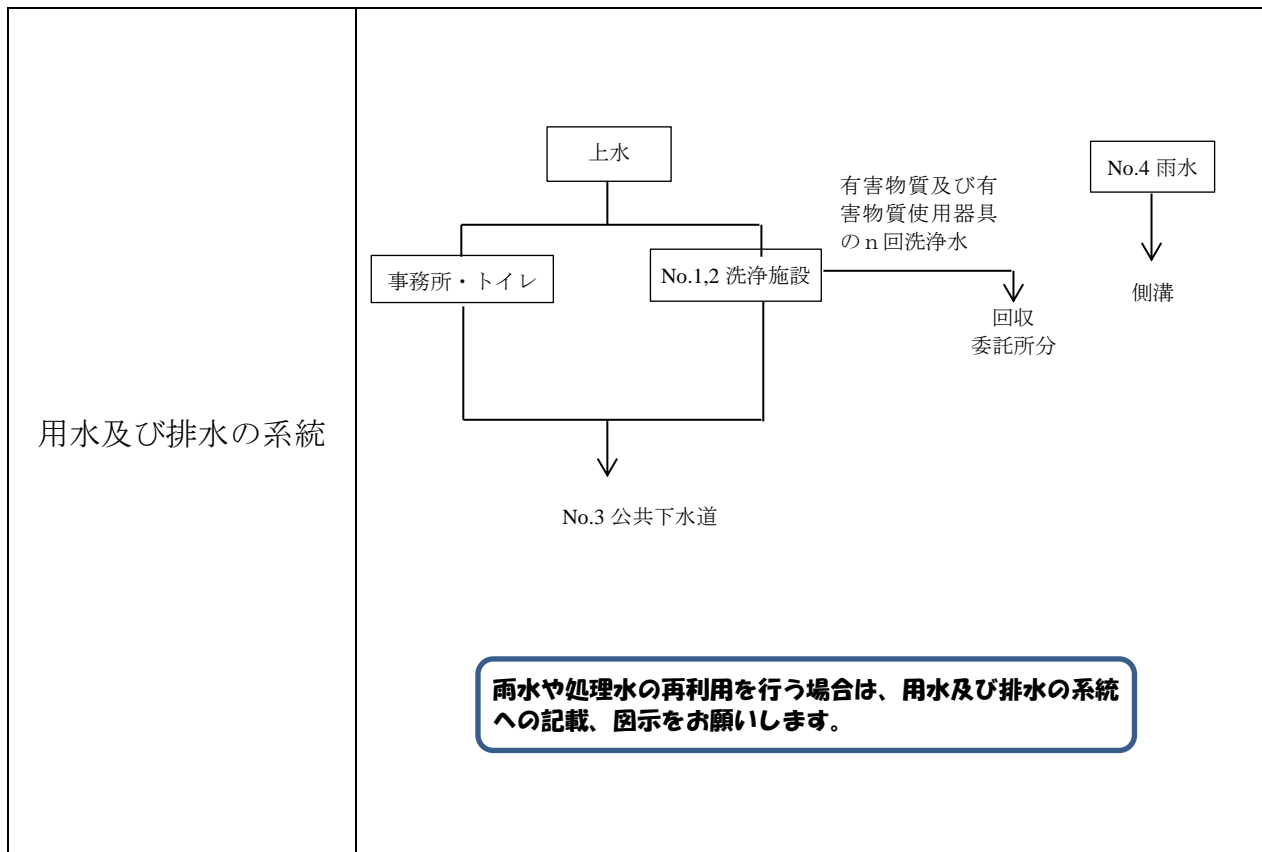 用水及び排水の系統
上水
事務所・トイレ
No.1,2 洗浄施設
有害物質及び有
害物質使用器具
のｎ回洗浄水
回収
委託所分
No.4 雨水
側溝
No.3 公共下水道
雨水や処理水の再利用を行う場合は、用水及び排水の系統
への記載、図示をお願いします。